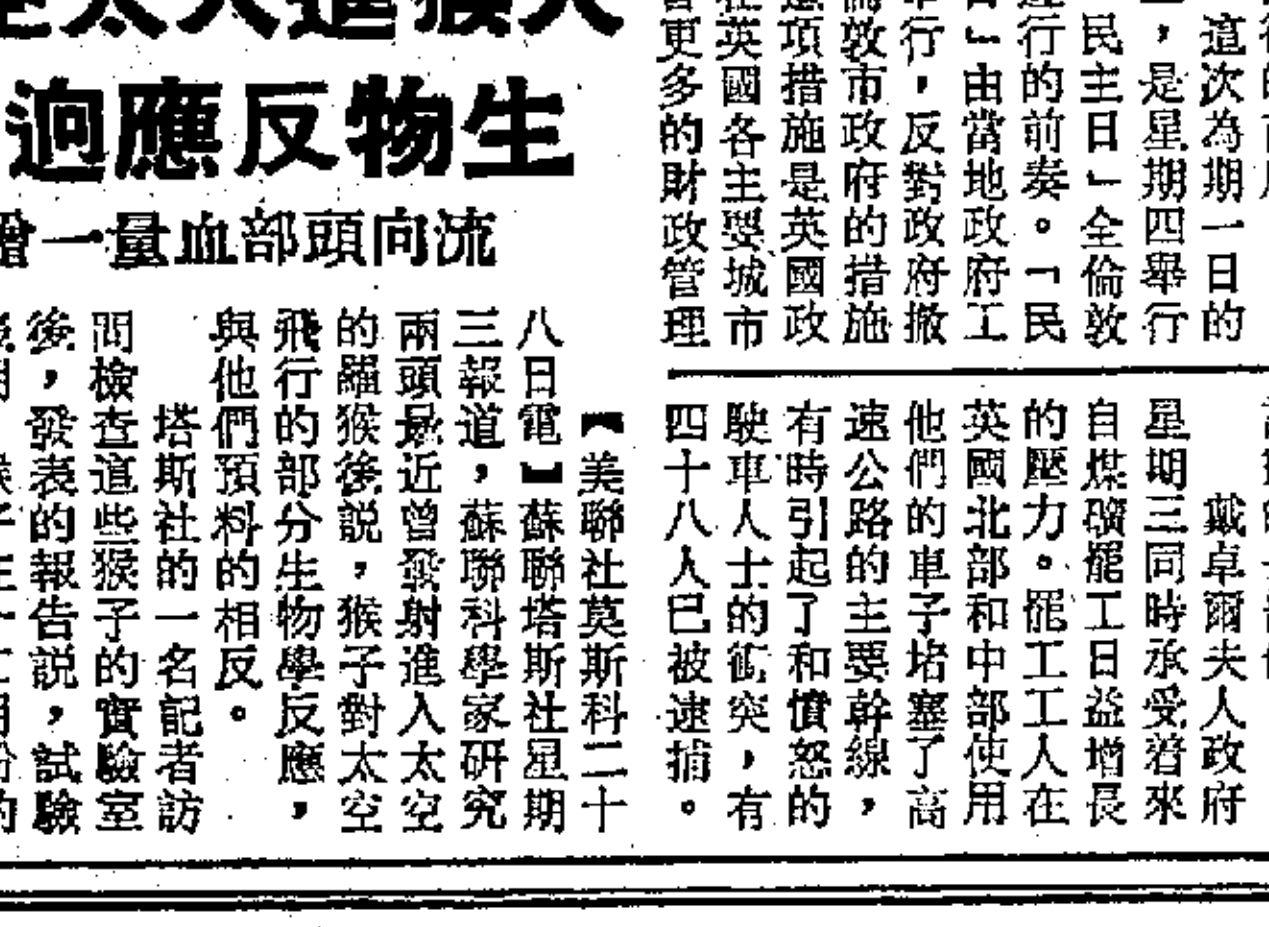 這次為期一日的
，是星期四舉行
民主日」全倫敦
行的前奏。「民
」由當地政府工
行，反對政府撤
敦市政府的措施
項措施是英國政
英國各主要城市
更多的財政管理
戴卓爾夫人政府
星期三同時承受着來
自煤礦罷工日益增長
的壓力。罷工工人在
英國北部和中部使用
他們的車子堵塞了高
速公路的主要幹線，
有時引起了和憤怒的
駛車人士的衝突，有
四十八人已被逮捕。
猴進入太
生物反應迥
流向頭部血量一增
【美聯社莫斯科二十
八日電】蘇聯塔斯社星期
三報道，蘇聯科學家研究
兩頭最近曾發射進入太空
的羅猴後說，猴子對太空
飛行的部分生物學反應，
與他們預料的相反。
塔斯社的一名記者訪
問檢查這些猴子的實驗室
後，發表的報告說，試驗